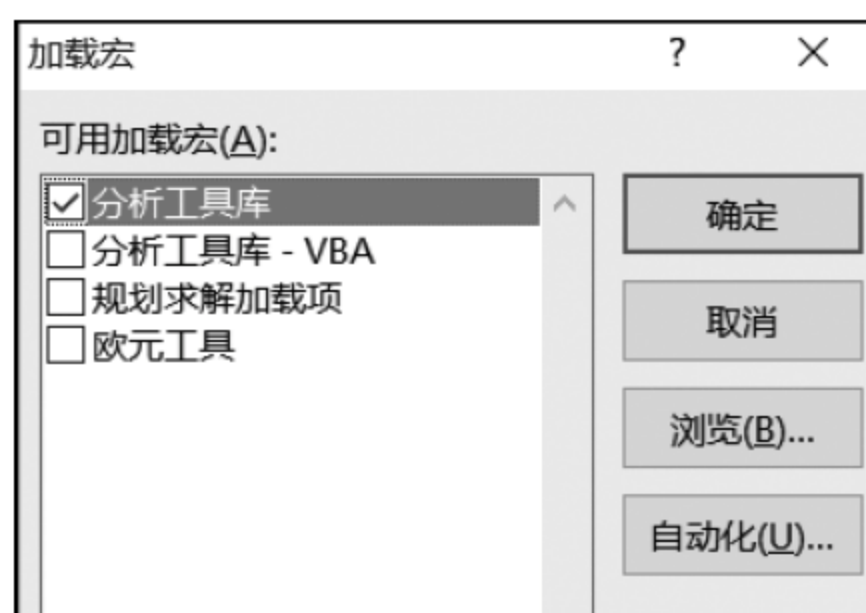 加载宏
?
可用加载宏(A):
分析工具库
分析工具库 - VBA
规划求解加载项
欧元工具
确定
取消
浏览(B)...
自动化(U)...